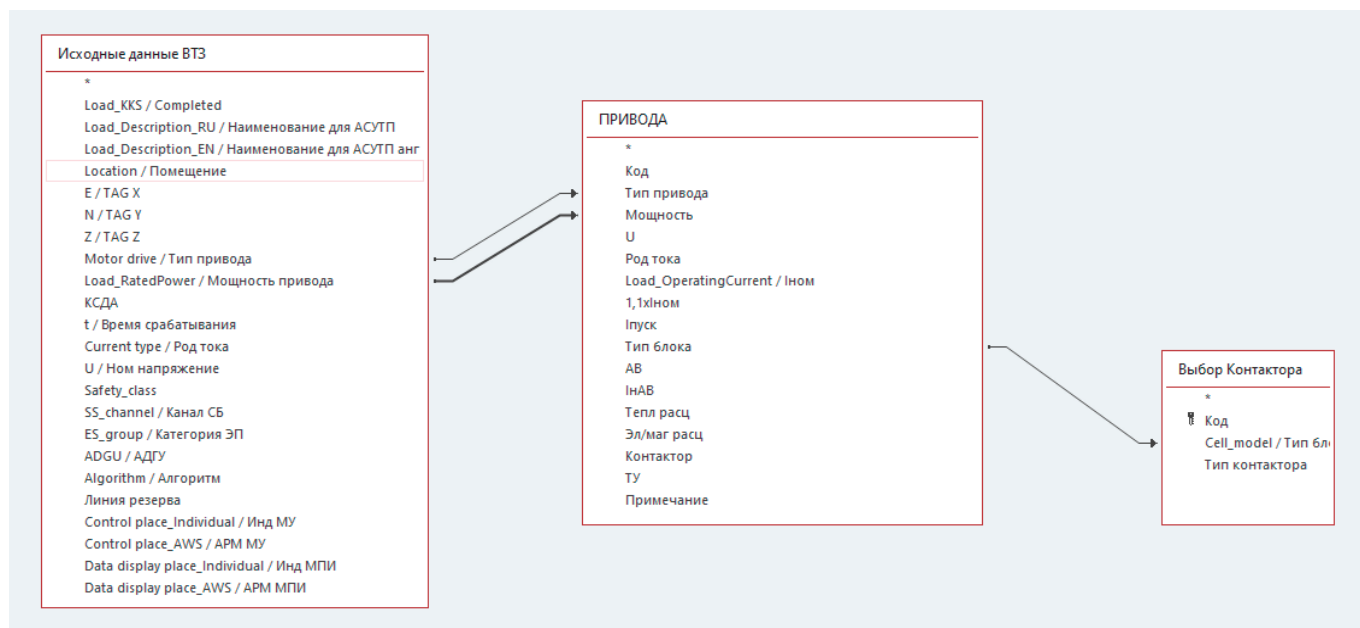 Исходные данные ВТЗ
*
Load_KKS / Completed
Load_Description_RU / Наименование для АСУТП
Load_Description_EN / Наименование для АСУТП анг
Location / Помещение
E / TAG X
N / TAG Y
Z / TAG Z
Motor drive / Тип привода
Load_RatedPower / Мощность привода
КСДА
t / Время срабатывания
Current type / Род тока
U / Ном напряжение
Safety_class
SS_channel / Канал СБ
ES_group / Категория ЭП
ADGU / АДГУ
Algorithm / Алгоритм
Линия резерва
Control place_Individual / Инд МУ
Control place_AWS / АРМ МУ
Data display place_Individual / Инд МПИ
Data display place_AWS / АРМ МПИ
ПРИВОДА
*
Код
Тип привода
Мощность
U
Род тока
Load_OperatingCurrent / Iном
1,1хIном
Iпуск
Тип блока
АВ
IнАВ
Тепл расц
Эл/маг расц
Контактор
ТУ
Примечание
Выбор Контактора
*
Код
Cell_model / Тип бло
Тип контактора